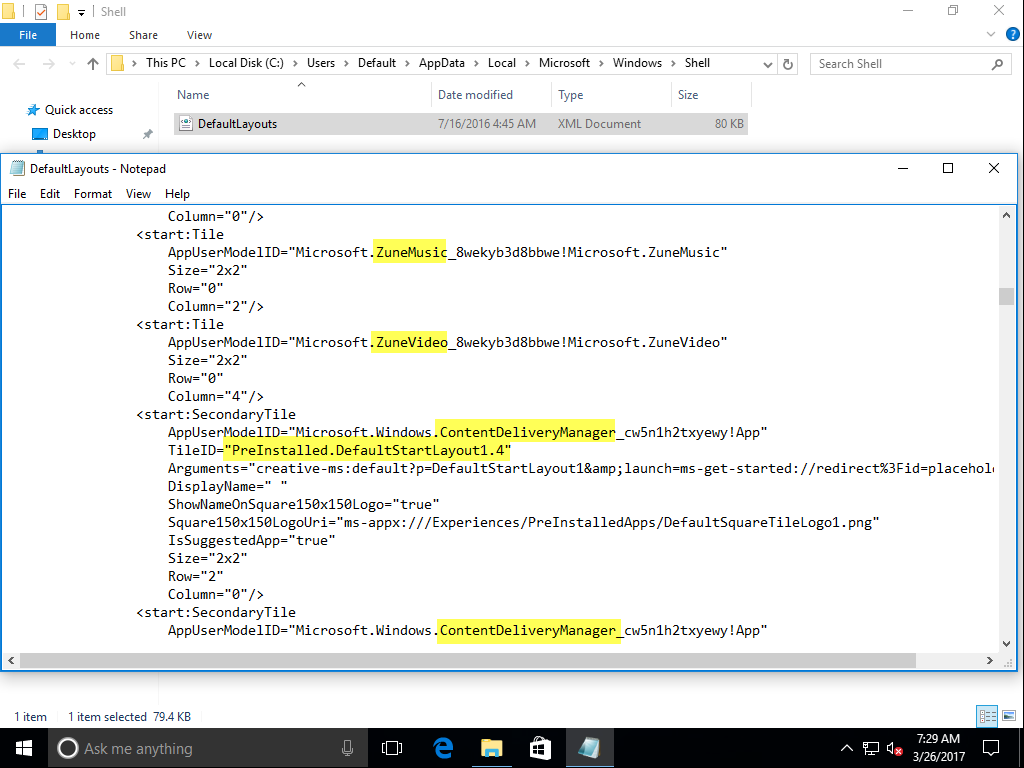 Shell
File Home Share View
This PC Local Disk (C:) Users Default AppData Local Microsoft Windows Shell
Search Shell
Quick access
Desktop
Name Date modified Type Size
DefaultLayouts 7/16/2016 4:45 AM XML Document 80 KB
DefaultLayouts - Notepad
File Edit Format View Help
Column="0"/>
<start:Tile
AppUserModelID="Microsoft.ZuneMusic_8wekyb3d8bbwe!Microsoft.ZuneMusic"
Size="2x2"
Row="0"
Column="2"/>
<start:Tile
AppUserModelID="Microsoft.ZuneVideo_8wekyb3d8bbwe!Microsoft.ZuneVideo"
Size="2x2"
Row="0"
Column="4"/>
<start:SecondaryTile
AppUserModelID="Microsoft.Windows.ContentDeliveryManager_cw5n1h2txyewy!App"
TileID="PreInstalled.DefaultStartLayout1.4"
Arguments="creative-ms:default?p=DefaultStartLayout1&amp;launch=ms-get-started://redirect%3Fid=placehol
DisplayName=" "
ShowNameOnSquare150x150Logo="true"
Square150x150LogoUri="ms-appx:///Experiences/PreInstalledApps/DefaultSquareTileLogo1.png"
IsSuggestedApp="true"
Size="2x2"
Row="2"
Column="0"/>
<start:SecondaryTile
AppUserModelID="Microsoft.Windows.ContentDeliveryManager_cw5n1h2txyewy!App"
1 item 1 item selected 79.4 KB
Ask me anything
7:29 AM
3/26/2017